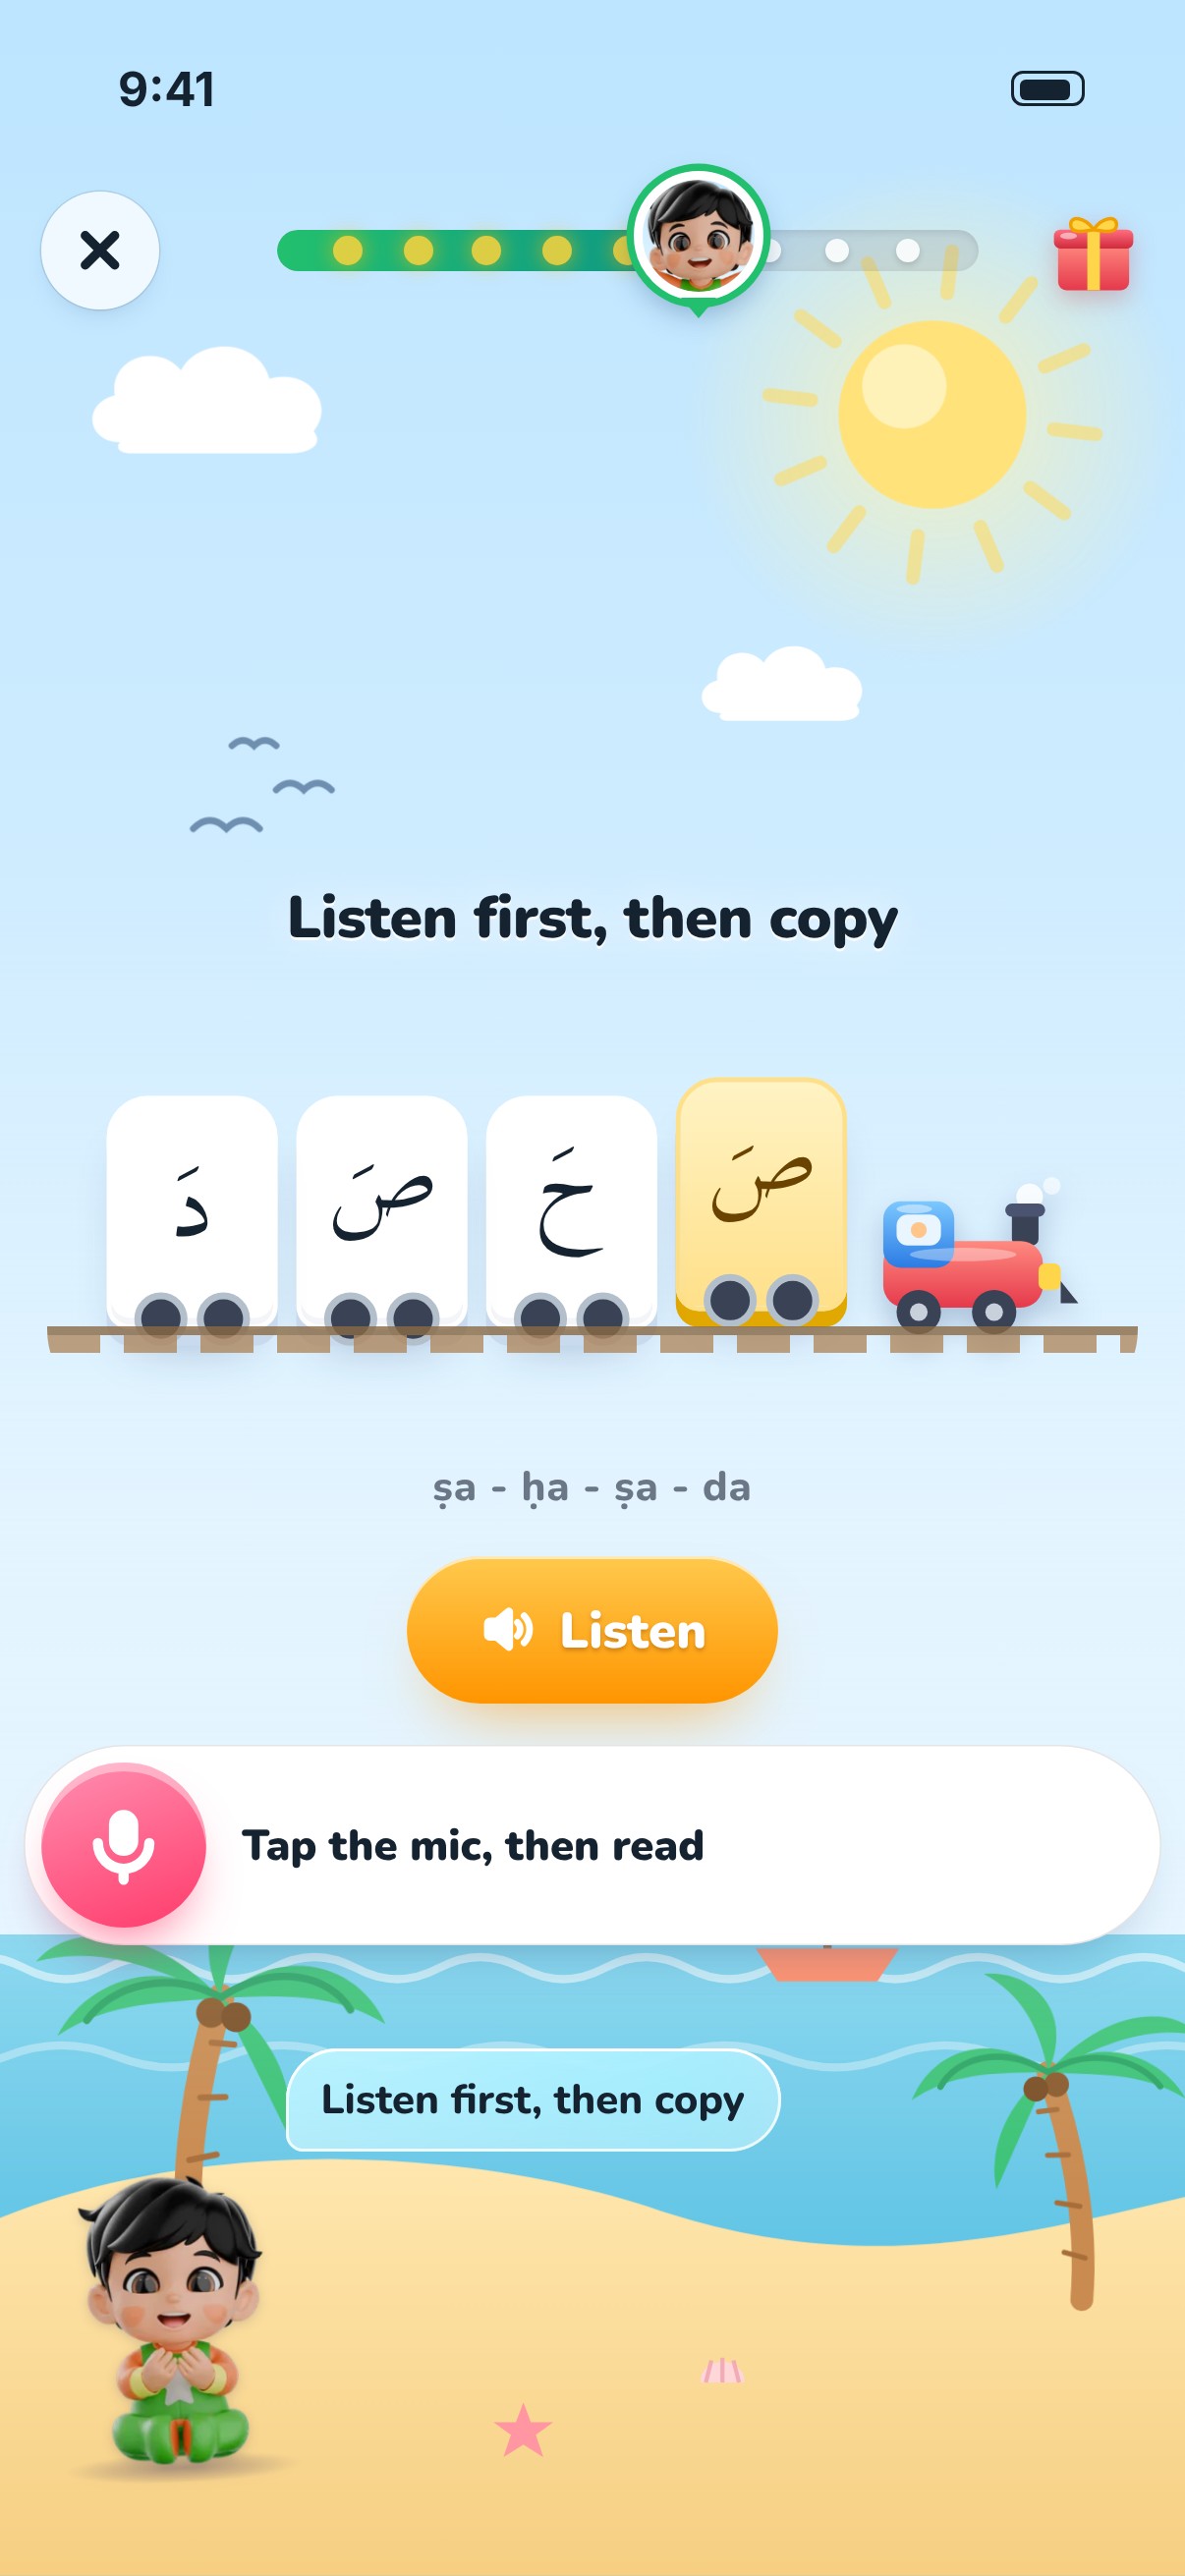 9:41
Listen first, then copy
صَ حَ صَ دَ
ṣa - ḥa - ṣa - da
Listen
Tap the mic, then read
Listen first, then copy